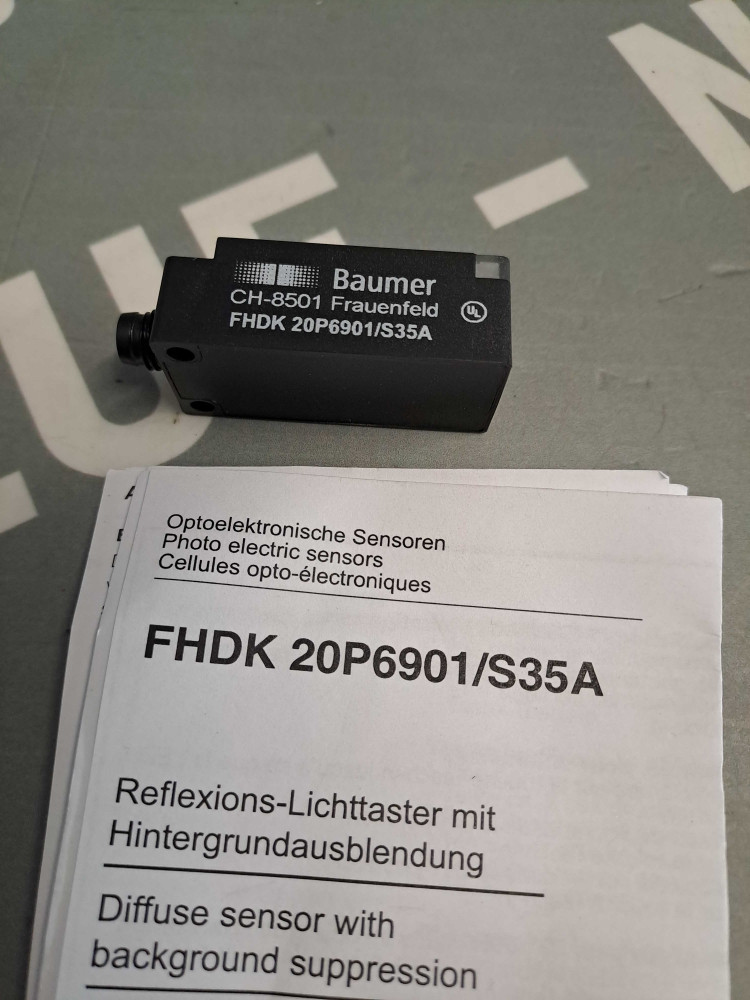 Baumer
CH-8501 Frauenfeld
FHDK 20P6901/S35A
UL
Optoelektronische Sensoren
Photo electric sensors
Cellules opto-électroniques
FHDK 20P6901/S35A
Reflexions-Lichttaster mit
Hintergrundausblendung
Diffuse sensor with
background suppression